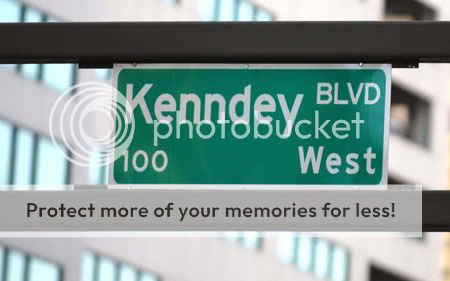 Kenndey BLVD
photobucket
100 West
Protect more of your memories for less!